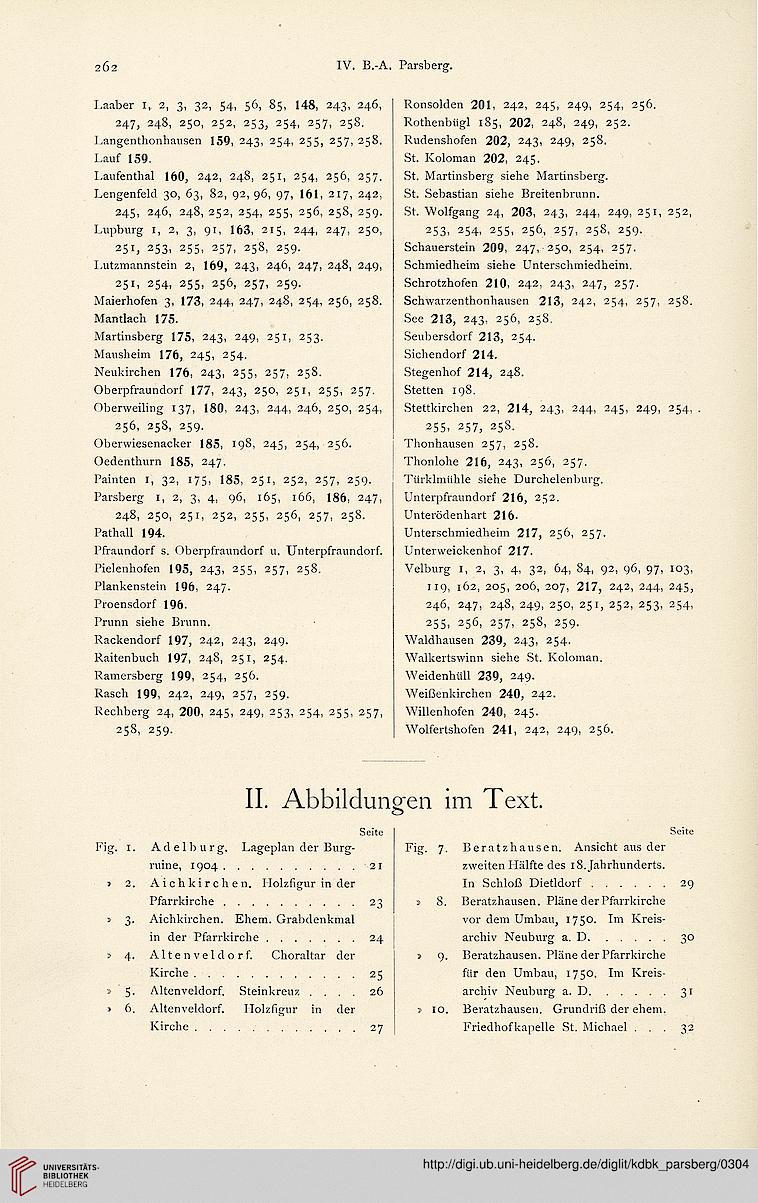 262
IV. B.-A. Parsberg.
Laaber 1, 2, 3, 32, 54, 56, 85, 148, 243, 246,
247, 248, 250, 252, 253, 254, 257, 258.
Langenthonhausen 159, 243, 254, 255, 257, 258.
Lauf 159.
Laufenthal 160, 242, 248, 251, 254, 256, 257.
Lengenfeld 30, 63, 82, 92, 96, 97, 161, 217, 242,
245, 246, 248, 252, 254, 255, 256, 258, 259.
Lupburg 1, 2, 3, 91, 163, 215, 244, 247, 250,
251, 253, 255, 257, 258, 259.
Lutzmannstein 2, 169, 243, 246, 247, 248, 249,
251, 254, 255, 256, 257, 259.
Maierhofen 3, 173, 244, 247, 248, 254, 256, 258.
Mantlach 175.
Martinsberg 175, 243, 249, 251, 253.
Mausheim 176, 245, 254.
Neukirchen 176, 243, 255, 257, 258.
Oberpfraundorf 177, 243, 250, 251, 255, 257.
Oberweiling 137, 180, 243, 244, 246, 250, 254,
256, 258, 259.
Oberwiesenacker 185, 198, 245, 254, 256.
Oedenthurn 185, 247.
Painten 1, 32, 175, 185, 251, 252, 257, 259.
Parsberg 1, 2, 3, 4, 96, 165, 166, 186, 247,
248, 250, 251, 252, 255, 256, 257, 258.
Pathall 194.
Pfraundorf s. Oberpfraundorf u. Unterpfraundorf.
Pielenhofen 195, 243, 255, 257, 258.
Plankenstein 196, 247.
Proensdorf 196.
Prunn siehe Brunn.
Rackendorf 197, 242, 243, 249.
Raitenbuch 197, 248, 251, 254.
Ramersberg 199, 254, 256.
Rasch 199, 242, 249, 257, 259.
Rechberg 24, 200, 245, 249, 253, 254, 255, 257,
258, 259.
Ronsolden 201, 242, 245, 249, 254, 256.
Rothenbügl 185, 202, 248, 249, 252.
Rudenshofen 202, 243, 249, 258.
St. Koloman 202, 245.
St. Martinsberg siehe Martinsberg.
St. Sebastian siehe Breitenbrunn.
St. Wolfgang 24, 203, 243, 244, 249, 251, 252,
253, 254, 255, 256, 257, 258, 259.
Schauerstein 209, 247, 250, 254, 257.
Schmiedheim siehe Unterschmiedheim.
Schrotzhofen 210, 242, 243, 247, 257.
Schwarzenthonhausen 213, 242, 254, 257, 258.
See 213, 243, 256, 258.
Seubersdorf 213, 254.
Sichendorf 214.
Stegenhof 214, 248.
Stetten 198.
Stettkirchen 22, 214, 243, 244, 245, 249, 254,
255, 257, 258.
Thonhausen 257, 258.
Thonlohe 216, 243, 256, 257.
Türklmühle siehe Durchelenburg.
Unterpfraundorf 216, 252.
Unterödenhart 216.
Unterschmiedheim 217, 256, 257.
Unterweickenhof 217.
Velburg 1, 2, 3, 4, 32, 64, 84, 92, 96, 97, 103,
119, 162, 205, 206, 207, 217, 242, 244, 245,
246, 247, 248, 249, 250, 251, 252, 253, 254,
255, 256, 257, 258, 259.
Waldhausen 239, 243, 254.
Walkertswinn siehe St. Koloman.
Weidenhüll 239, 249.
Weißenkirchen 240, 242.
Willenhofen 240, 245.
Wolfertshofen 241, 242, 249, 256.
II. Abbildungen im Text.
Seite
Fig. 1. Adelburg. Lageplan der Burg-
ruine, 1904 . . . . . . . . . . 21
» 2. Aichkirchen. Holzfigur in der
Pfarrkirche . . . . . . . . . . 23
» 3. Aichkirchen. Ehem. Grabdenkmal
in der Pfarrkirche . . . . . . . 24
» 4. Altenveldorf. Choraltar der
Kirche . . . . . . . . . . . . 25
» 5. Altenveldorf. Steinkreuz . . . . 26
» 6. Altenveldorf. Holzfigur in der
Kirche . . . . . . . . . . . . 27
Seite
Fig. 7. Beratzhausen. Ansicht aus der
zweiten Hälfte des 18. Jahrhunderts.
In Schloß Dietldorf . . . . . . 29
» 8. Beratzhausen. Pläne der Pfarrkirche
vor dem Umbau, 1750. Im Kreis-
archiv Neuburg a. D. . . . . . 30
» 9. Beratzhausen. Pläne der Pfarrkirche
für den Umbau, 1750. Im Kreis-
archiv Neuburg a. D. . . . . . 31
» 10. Beratzhausen. Grundriß der ehem.
Friedhofkapelle St. Michael . . . 32
UNIVERSITÄTS-
BIBLIOTHEK
HEIDELBERG
http://digi.ub.uni-heidelberg.de/diglit/kdbk_parsberg/0304